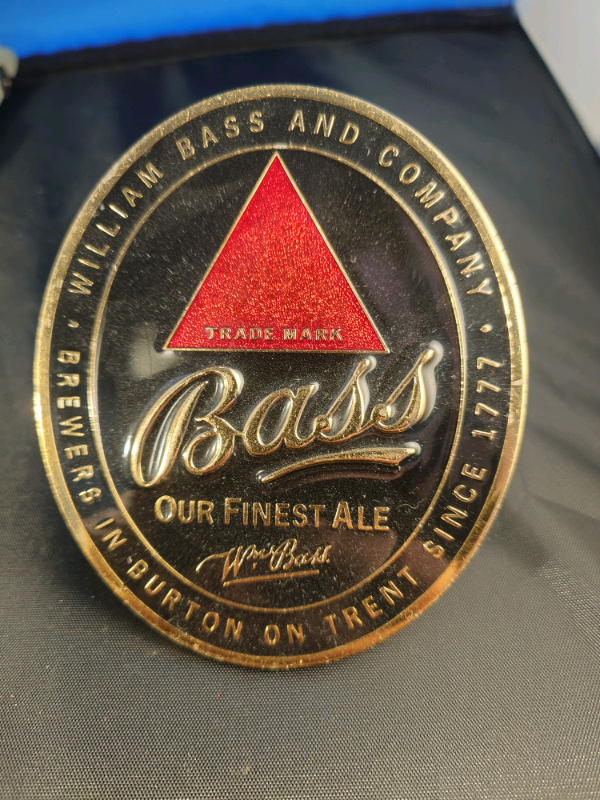 WILLIAM BASS AND COMPANY
TRADE MARK
Bass
OUR FINEST ALE
Wm Bass
• BREWERS IN BURTON ON TRENT SINCE 1777 •